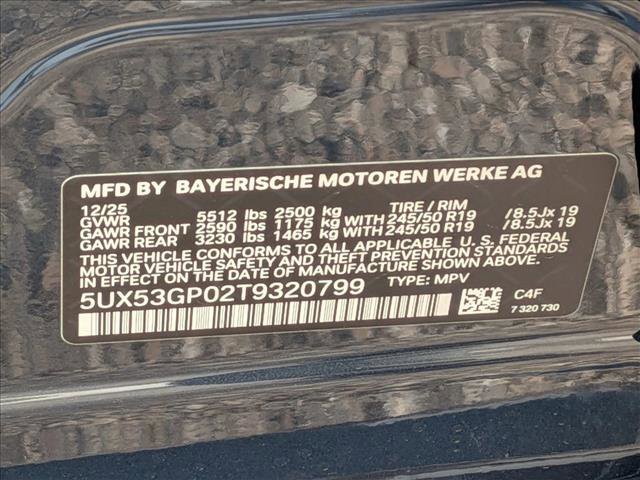 MFD BY BAYERISCHE MOTOREN WERKE AG
12/25 TIRE / RIM
GVWR 5512 lbs 2500 kg
GAWR FRONT 2590 lbs 1175 kg WITH 245/50 R19 /8.5Jx 19
GAWR REAR 3230 lbs 1465 kg WITH 245/50 R19 /8.5Jx 19
THIS VEHICLE CONFORMS TO ALL APPLICABLE U. S. FEDERAL
MOTOR VEHICLE SAFETY AND THEFT PREVENTION STANDARDS
IN EFFECT ON THE DATE OF MANUFACTURE SHOWN ABOVE.
5UX53GP02T9320799 TYPE: MPV
C4F
7 320 730